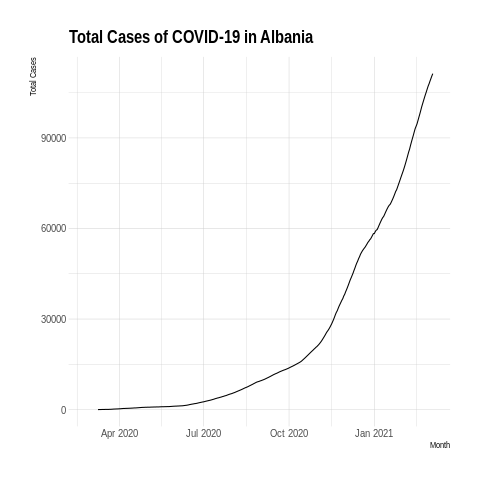 Total Cases of COVID-19 in Albania
Total Cases
90000
60000
30000
0
Apr 2020
Jul 2020
Oct 2020
Jan 2021
Month